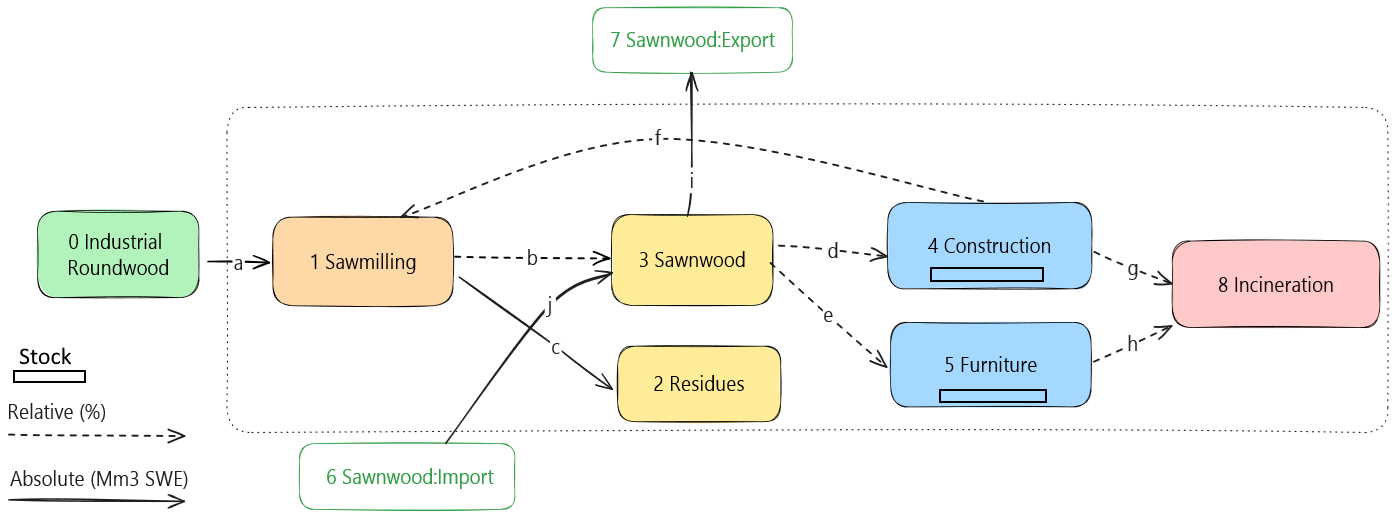 7 Sawnwood:Export
f
i
0 Industrial
Roundwood
a
1 Sawmilling
b
3 Sawnwood
d
4 Construction
g
8 Incineration
j
e
h
c
2 Residues
5 Furniture
Stock
Relative (%)
Absolute (Mm3 SWE)
6 Sawnwood:Import